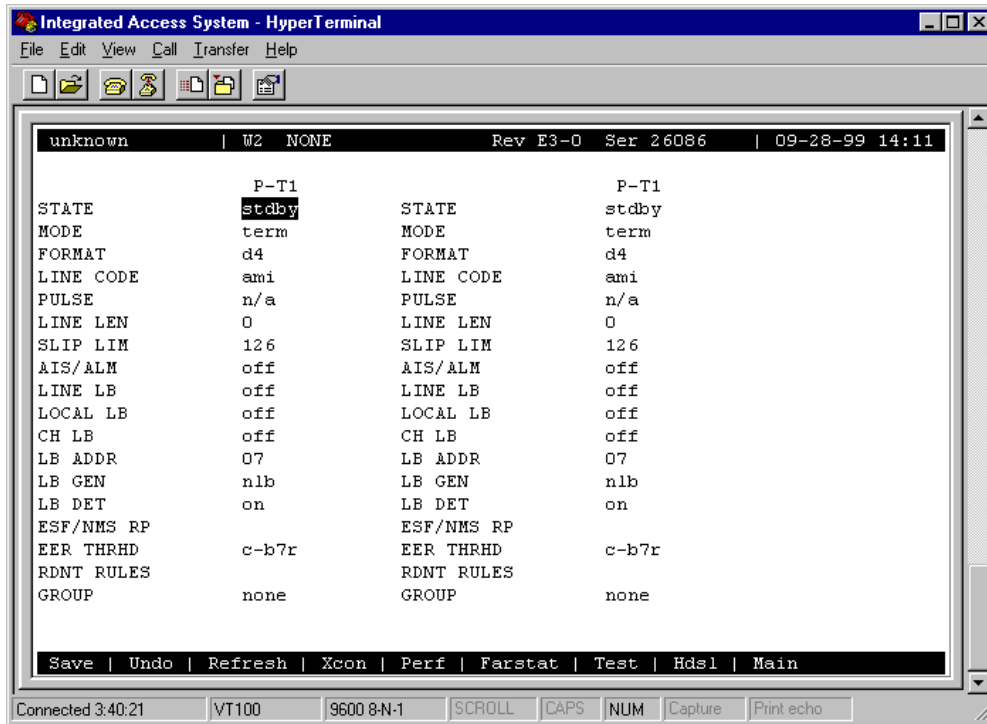 Integrated Access System - HyperTerminal
File Edit View Call Transfer Help
unknown | W2 NONE Rev E3-0 Ser 26086 | 09-28-99 14:11
P-T1 P-T1
STATE stdby STATE stdby
MODE term MODE term
FORMAT d4 FORMAT d4
LINE CODE ami LINE CODE ami
PULSE n/a PULSE n/a
LINE LEN 0 LINE LEN 0
SLIP LIM 126 SLIP LIM 126
AIS/ALM off AIS/ALM off
LINE LB off LINE LB off
LOCAL LB off LOCAL LB off
CH LB off CH LB off
LB ADDR 07 LB ADDR 07
LB GEN nlb LB GEN nlb
LB DET on LB DET on
ESF/NMS RP ESF/NMS RP
EER THRHD c-b7r EER THRHD c-b7r
RDNT RULES RDNT RULES
GROUP none GROUP none
Save | Undo | Refresh | Xcon | Perf | Farstat | Test | Hdsl | Main
Connected 3:40:21 VT100 9600 8-N-1 SCROLL CAPS NUM Capture Print echo